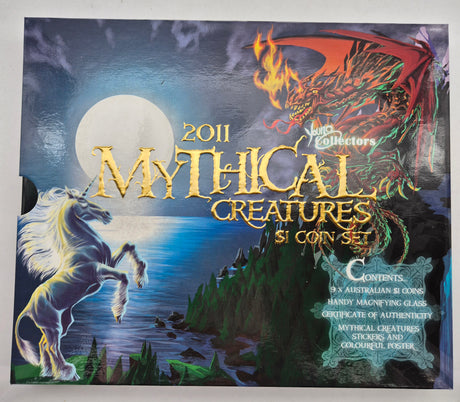 2011
Young
Collectors
MYTHICAL
CREATURES
$1 COIN SET
CONTENTS...
9 X AUSTRALIAN $1 COINS
HANDY MAGNIFYING GLASS
CERTIFICATE OF AUTHENTICITY
MYTHICAL CREATURES
STICKERS AND
COLOURFUL POSTER